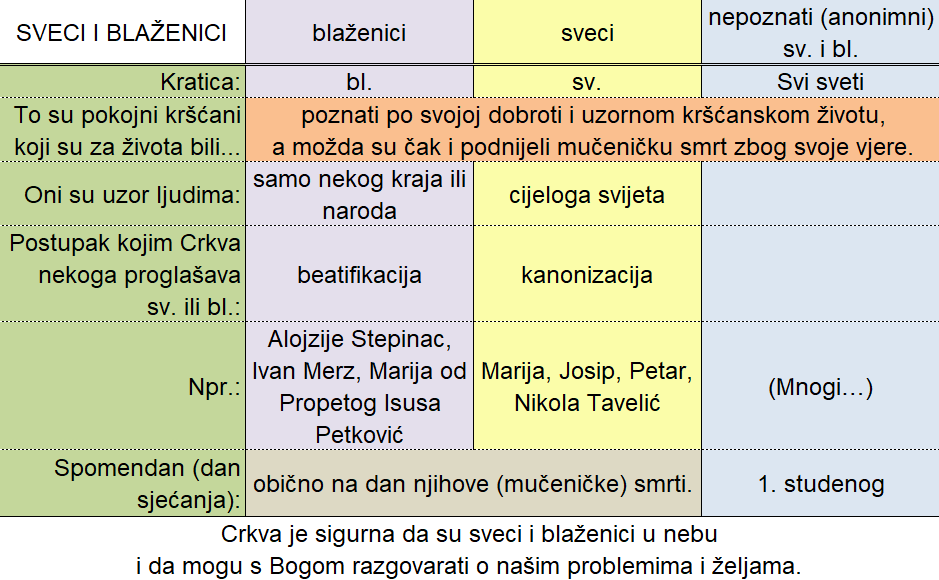 SVECI I BLAŽENICI
blaženici
sveci
nepoznati (anonimni)
sv. i bl.
Kratica:
bl.
sv.
Svi sveti
To su pokojni kršćani
koji su za života bili...
poznati po svojoj dobroti i uzornom kršćanskom životu,
a možda su čak i podnijeli mučeničku smrt zbog svoje vjere.
Oni su uzor ljudima:
samo nekog kraja ili
naroda
cijeloga svijeta
Postupak kojim Crkva
nekoga proglašava
sv. ili bl.:
beatifikacija
kanonizacija
Npr.:
Alojzije Stepinac,
Ivan Merz, Marija od
Propetog Isusa
Petković
Marija, Josip, Petar,
Nikola Tavelić
(Mnogi...)
Spomendan (dan
sjećanja):
obično na dan njihove (mučeničke) smrti.
1. studenog
Crkva je sigurna da su sveci i blaženici u nebu
i da mogu s Bogom razgovarati o našim problemima i željama.